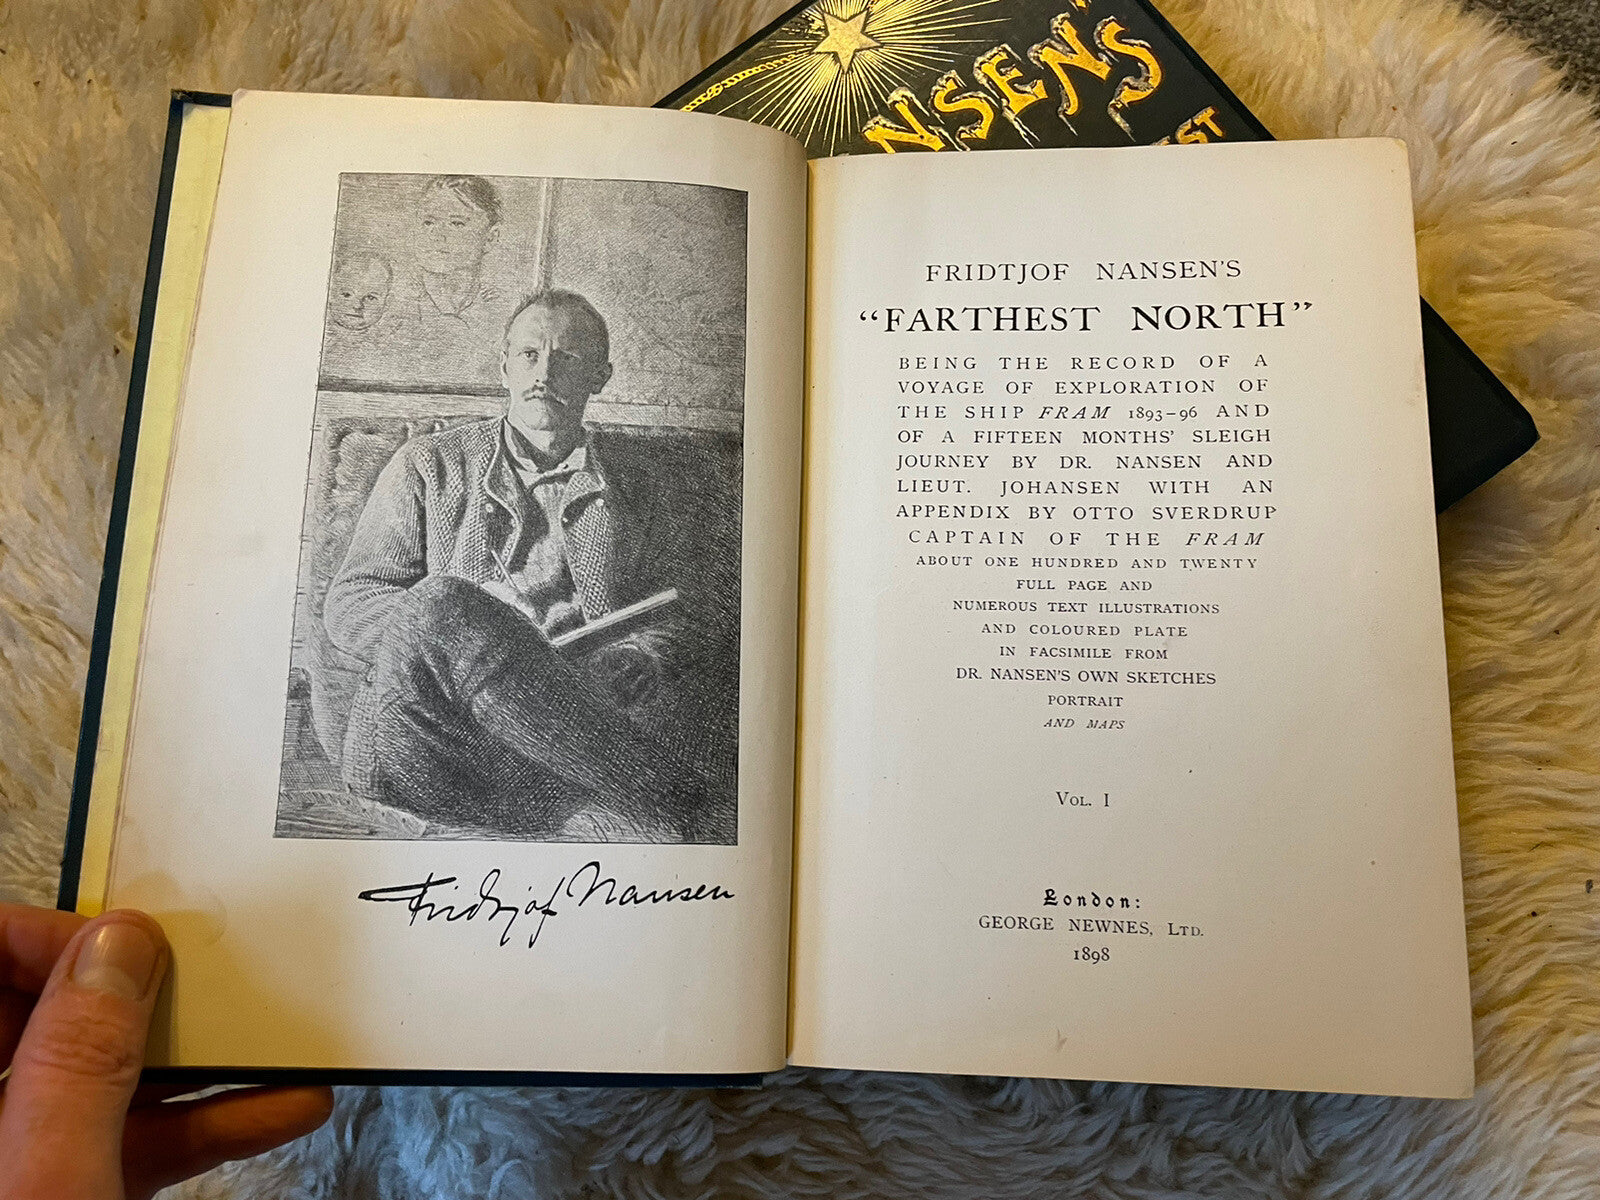 NSEN'S
EST
Fridtjof Nansen
FRIDTJOF NANSEN'S
"FARTHEST NORTH"
BEING THE RECORD OF A
VOYAGE OF EXPLORATION OF
THE SHIP FRAM 1893–96 AND
OF A FIFTEEN MONTHS' SLEIGH
JOURNEY BY DR. NANSEN AND
LIEUT. JOHANSEN WITH AN
APPENDIX BY OTTO SVERDRUP
CAPTAIN OF THE FRAM
ABOUT ONE HUNDRED AND TWENTY
FULL PAGE AND
NUMEROUS TEXT ILLUSTRATIONS
AND COLOURED PLATE
IN FACSIMILE FROM
DR. NANSEN'S OWN SKETCHES
PORTRAIT
AND MAPS
VOL. I
London:
GEORGE NEWNES, LTD.
1898